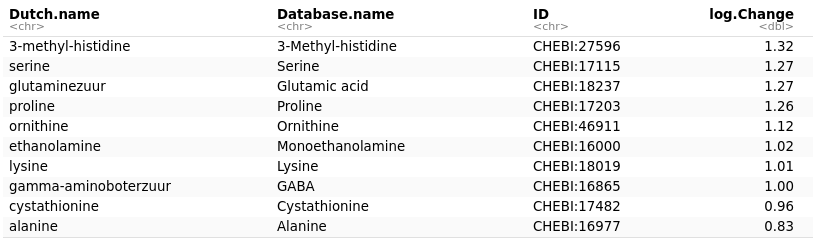 Dutch.name Database.name ID log.Change
<chr> <chr> <chr> <dbl>
3-methyl-histidine 3-Methyl-histidine CHEBI:27596 1.32
serine Serine CHEBI:17115 1.27
glutaminezuur Glutamic acid CHEBI:18237 1.27
proline Proline CHEBI:17203 1.26
ornithine Ornithine CHEBI:46911 1.12
ethanolamine Monoethanolamine CHEBI:16000 1.02
lysine Lysine CHEBI:18019 1.01
gamma-aminoboterzuur GABA CHEBI:16865 1.00
cystathionine Cystathionine CHEBI:17482 0.96
alanine Alanine CHEBI:16977 0.83